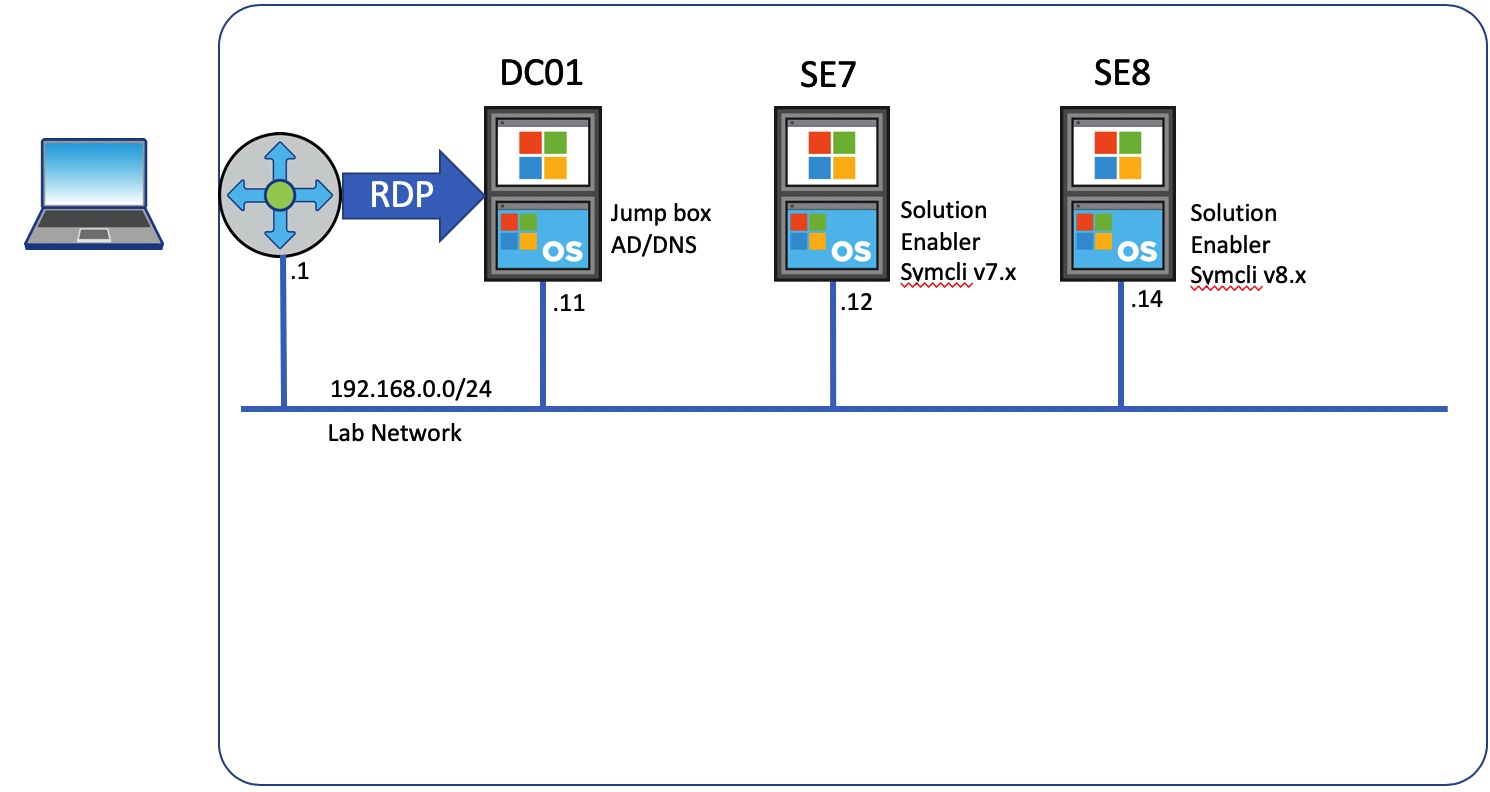 DC01
SE7
SE8
RDP
OS
Jump box
AD/DNS
OS
Solution
Enabler
Symcli v7.x
OS
Solution
Enabler
Symcli v8.x
.1
.11
.12
.14
192.168.0.0/24
Lab Network